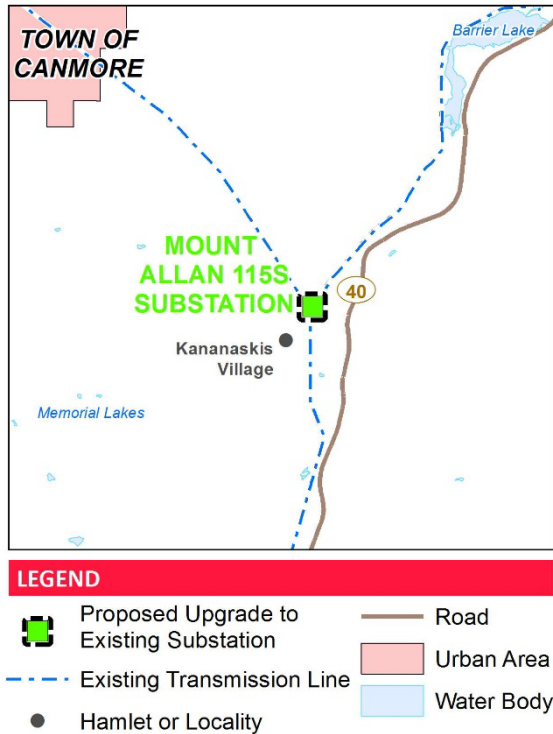 TOWN OF
CANMORE
Barrier Lake
MOUNT
ALLAN 115S
SUBSTATION
40
Kananaskis
Village
Memorial Lakes
LEGEND
Proposed Upgrade to
Existing Substation
Existing Transmission Line
Hamlet or Locality
Road
Urban Area
Water Body